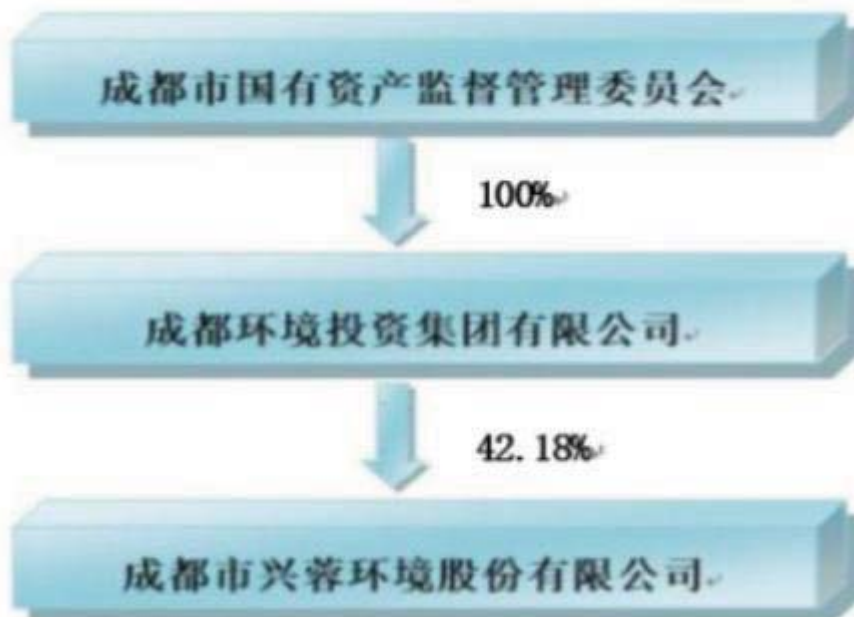 成都市国有资产监督管理委员会
100%
成都环境投资集团有限公司
42.18%
成都市兴蓉环境股份有限公司